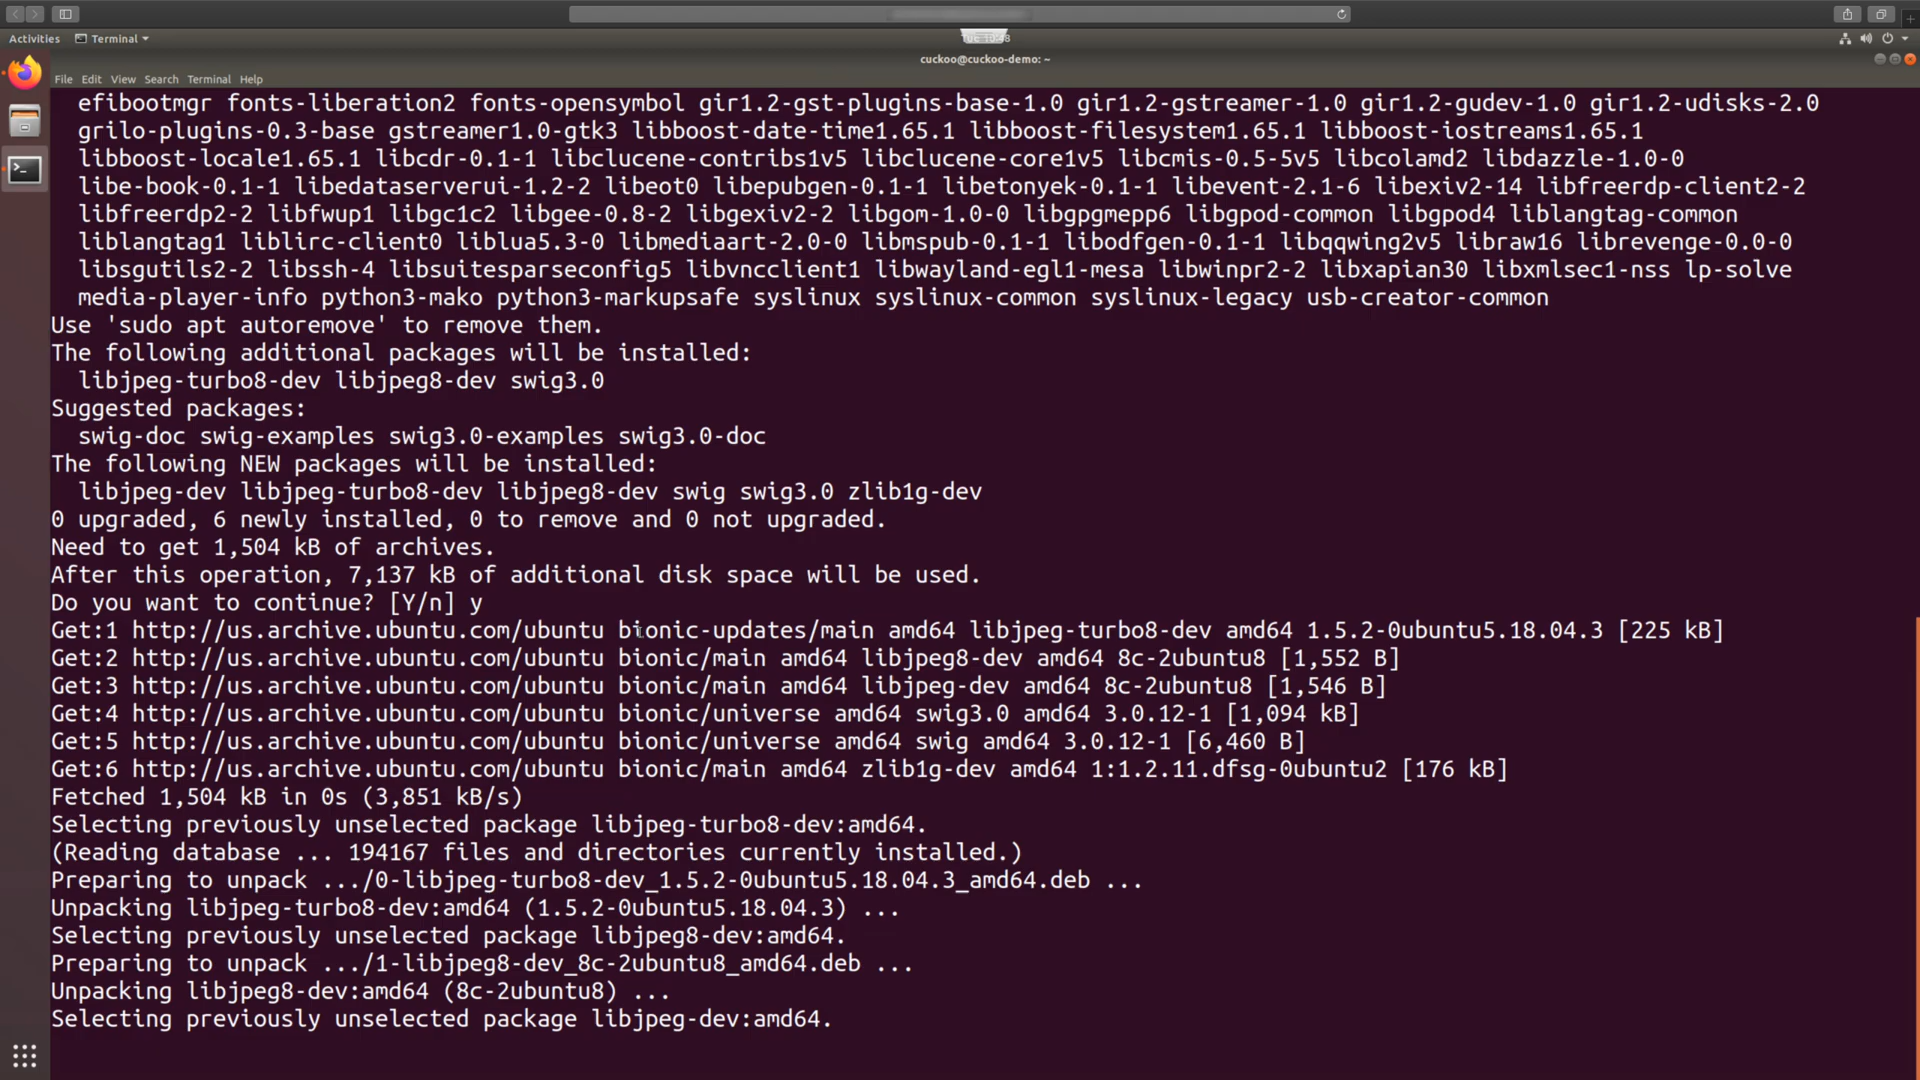 Activities Terminal
cuckoo@cuckoo-demo: ~
File Edit View Search Terminal Help
efibootmgr fonts-liberation2 fonts-opensymbol gir1.2-gst-plugins-base-1.0 gir1.2-gstreamer-1.0 gir1.2-gudev-1.0 gir1.2-udisks-2.0
grilo-plugins-0.3-base gstreamer1.0-gtk3 libboost-date-time1.65.1 libboost-filesystem1.65.1 libboost-iostreams1.65.1
libboost-locale1.65.1 libcdr-0.1-1 libclucene-contribs1v5 libclucene-core1v5 libcmis-0.5-5v5 libcolamd2 libdazzle-1.0-0
libe-book-0.1-1 libedataserverui-1.2-2 libeot0 libepubgen-0.1-1 libetonyek-0.1-1 libevent-2.1-6 libexiv2-14 libfreerdp-client2-2
libfreerdp2-2 libfwup1 libgc1c2 libgee-0.8-2 libgexiv2-2 libgom-1.0-0 libgpgmepp6 libgpod-common libgpod4 liblangtag-common
liblangtag1 liblirc-client0 liblua5.3-0 libmediaart-2.0-0 libmspub-0.1-1 libodfgen-0.1-1 libqqwing2v5 libraw16 librevenge-0.0-0
libsgutils2-2 libssh-4 libsuitesparseconfig5 libvncclient1 libwayland-egl1-mesa libwinpr2-2 libxapian30 libxmlsec1-nss lp-solve
media-player-info python3-mako python3-markupsafe syslinux syslinux-common syslinux-legacy usb-creator-common
Use 'sudo apt autoremove' to remove them.
The following additional packages will be installed:
libjpeg-turbo8-dev libjpeg8-dev swig3.0
Suggested packages:
swig-doc swig-examples swig3.0-examples swig3.0-doc
The following NEW packages will be installed:
libjpeg-dev libjpeg-turbo8-dev libjpeg8-dev swig swig3.0 zlib1g-dev
0 upgraded, 6 newly installed, 0 to remove and 0 not upgraded.
Need to get 1,504 kB of archives.
After this operation, 7,137 kB of additional disk space will be used.
Do you want to continue? [Y/n] y
Get:1 http://us.archive.ubuntu.com/ubuntu bionic-updates/main amd64 libjpeg-turbo8-dev amd64 1.5.2-0ubuntu5.18.04.3 [225 kB]
Get:2 http://us.archive.ubuntu.com/ubuntu bionic/main amd64 libjpeg8-dev amd64 8c-2ubuntu8 [1,552 B]
Get:3 http://us.archive.ubuntu.com/ubuntu bionic/main amd64 libjpeg-dev amd64 8c-2ubuntu8 [1,546 B]
Get:4 http://us.archive.ubuntu.com/ubuntu bionic/universe amd64 swig3.0 amd64 3.0.12-1 [1,094 kB]
Get:5 http://us.archive.ubuntu.com/ubuntu bionic/universe amd64 swig amd64 3.0.12-1 [6,460 B]
Get:6 http://us.archive.ubuntu.com/ubuntu bionic/main amd64 zlib1g-dev amd64 1:1.2.11.dfsg-0ubuntu2 [176 kB]
Fetched 1,504 kB in 0s (3,851 kB/s)
Selecting previously unselected package libjpeg-turbo8-dev:amd64.
(Reading database ... 194167 files and directories currently installed.)
Preparing to unpack .../0-libjpeg-turbo8-dev_1.5.2-0ubuntu5.18.04.3_amd64.deb ...
Unpacking libjpeg-turbo8-dev:amd64 (1.5.2-0ubuntu5.18.04.3) ...
Selecting previously unselected package libjpeg8-dev:amd64.
Preparing to unpack .../1-libjpeg8-dev_8c-2ubuntu8_amd64.deb ...
Unpacking libjpeg8-dev:amd64 (8c-2ubuntu8) ...
Selecting previously unselected package libjpeg-dev:amd64.